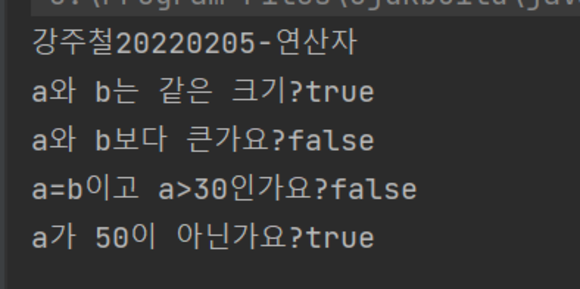 강주철20220205-연산자
a와 b는 같은 크기?true
a와 b보다 큰가요?false
a=b이고 a>30인가요?false
a가 50이 아닌가요?true